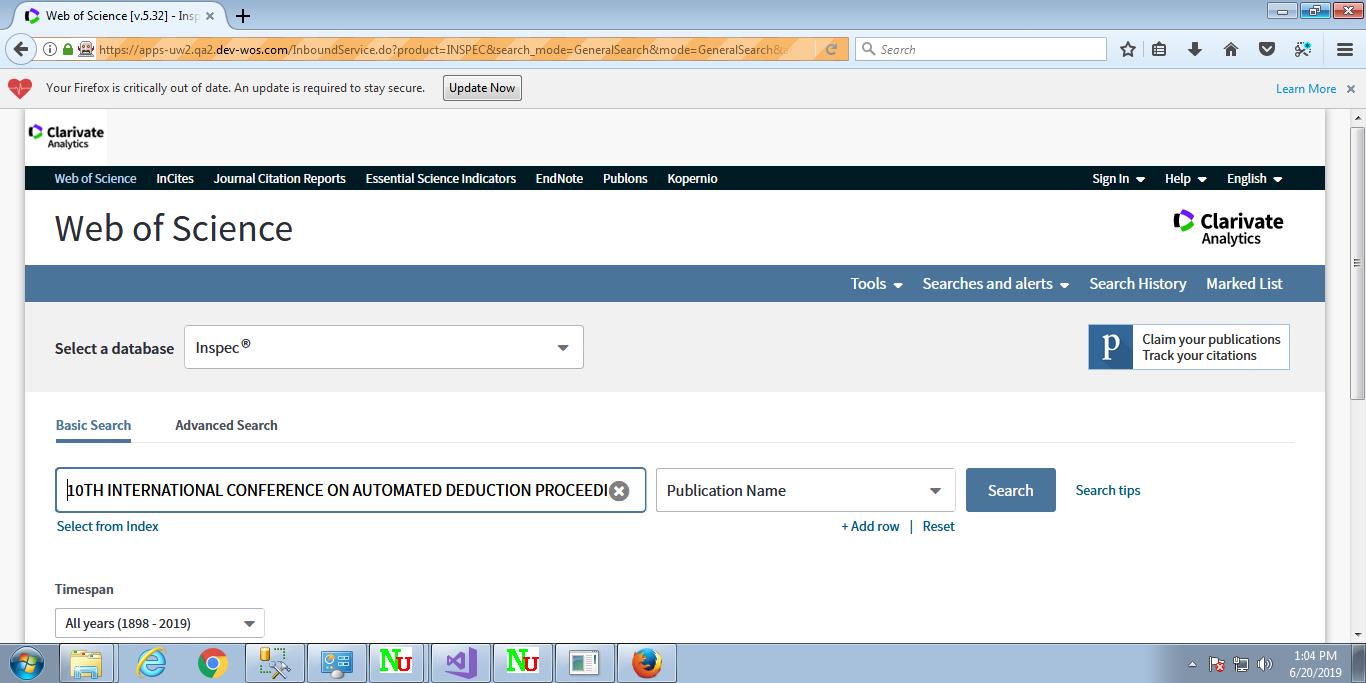 Web of Science [v.5.32] - Insp
https://apps-uw2.qa2.dev-wos.com/InboundService.do?product=INSPEC&search_mode=GeneralSearch&mode=GeneralSearch&
Search
Your Firefox is critically out of date. An update is required to stay secure.
Update Now
Learn More
Clarivate
Analytics
Web of Science InCites Journal Citation Reports Essential Science Indicators EndNote Publons Kopernio
Sign In Help English
Web of Science
Clarivate
Analytics
Tools Searches and alerts Search History Marked List
Select a database
Inspec®
p
Claim your publications
Track your citations
Basic Search
Advanced Search
10TH INTERNATIONAL CONFERENCE ON AUTOMATED DEDUCTION PROCEEDI
Publication Name
Search
Search tips
Select from Index
+ Add row | Reset
Timespan
All years (1898 - 2019)
NU
NU
1:04 PM
6/20/2019